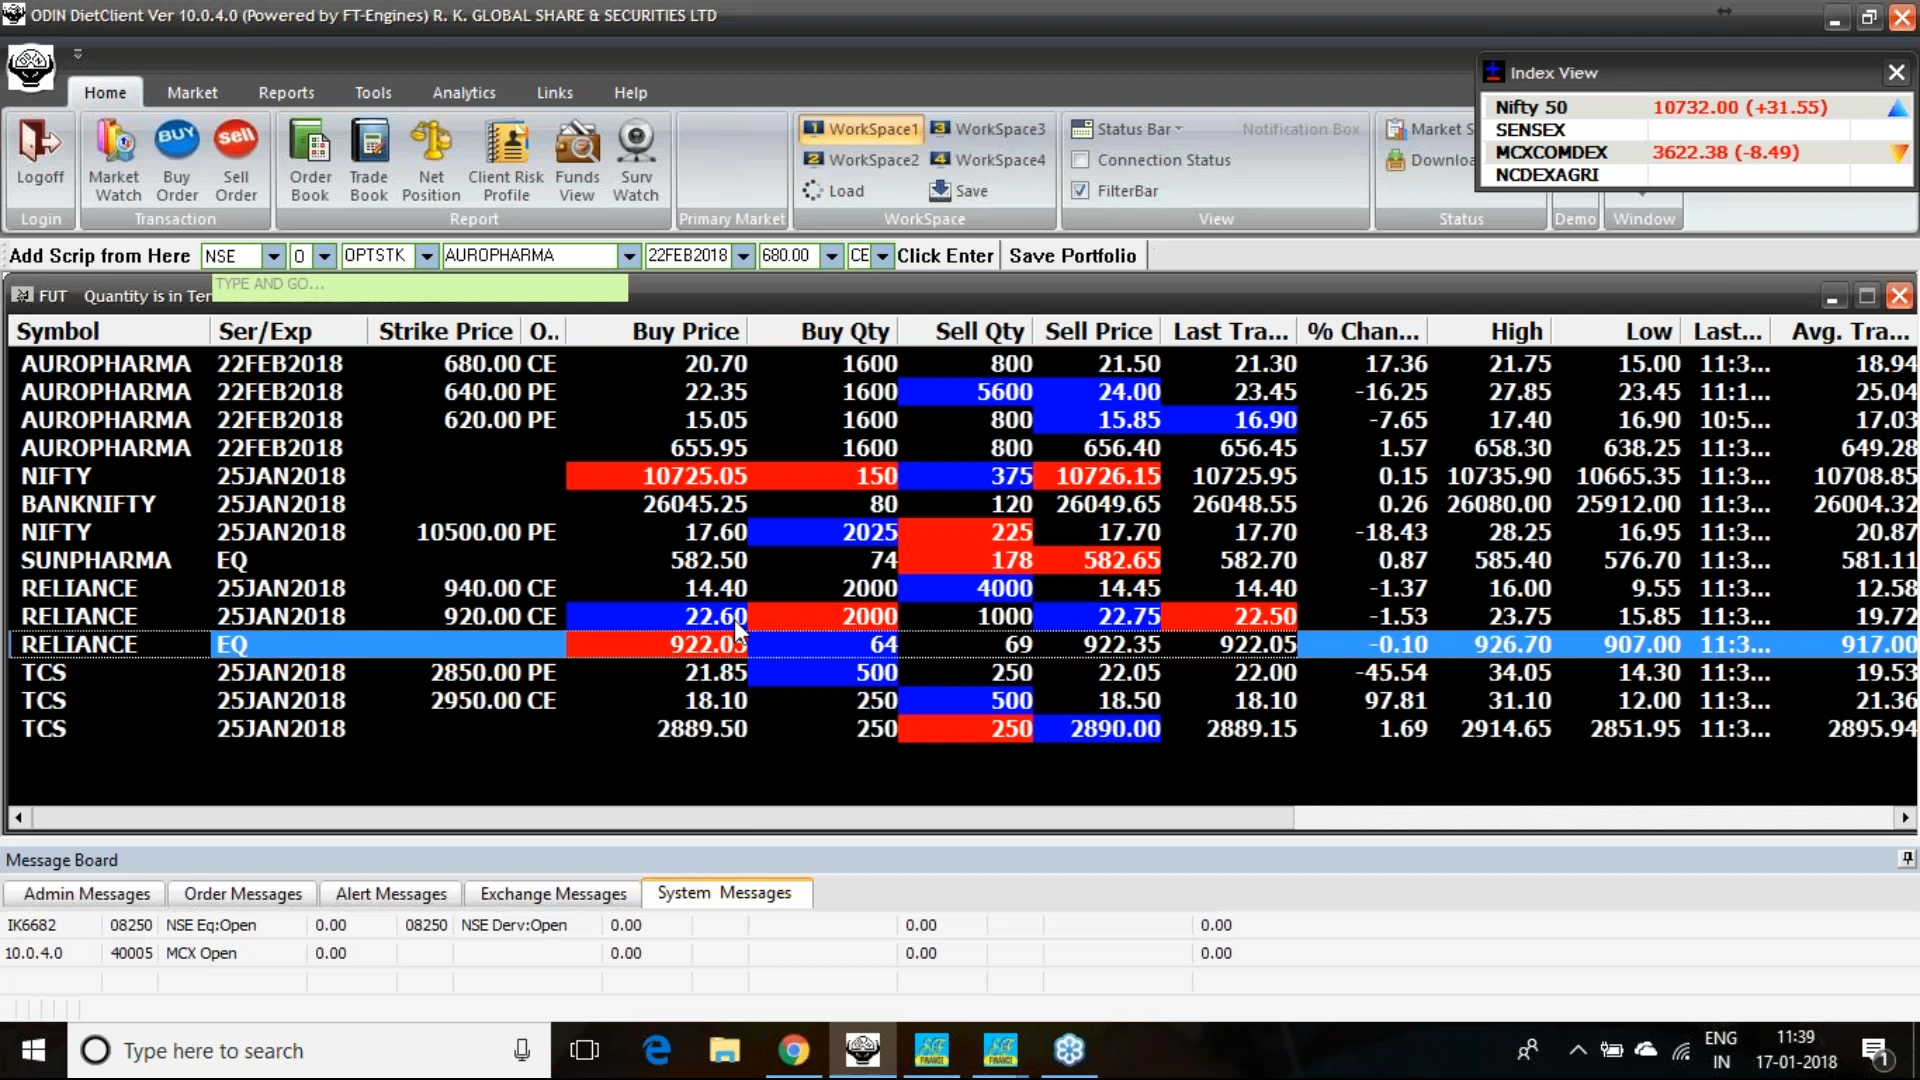 ODIN DietClient Ver 10.0.4.0 (Powered by FT-Engines) R. K. GLOBAL SHARE & SECURITIES LTD
Home Market Reports Tools Analytics Links Help
Index View
Nifty 50 10732.00 (+31.55)
SENSEX
MCXCOMDEX 3622.38 (-8.49)
NCDEXAGRI
Logoff
Login
Market Watch
BUY
Buy Order
sell
Sell Order
Transaction
Order Book
Trade Book
Net Position
Client Risk Profile
Funds View
Surv Watch
Report
Primary Market
1 WorkSpace1 3 WorkSpace3
2 WorkSpace2 4 WorkSpace4
Load Save
WorkSpace
Status Bar Notification Box
Connection Status
FilterBar
View
Market S
Downloa
Status
Demo
Window
Add Scrip from Here NSE O OPTSTK AUROPHARMA 22FEB2018 680.00 CE Click Enter Save Portfolio
TYPE AND GO...
FUT Quantity is in Ter
Symbol Ser/Exp Strike Price O.. Buy Price Buy Qty Sell Qty Sell Price Last Tra... % Chan... High Low Last... Avg. Tra...
AUROPHARMA 22FEB2018 680.00 CE 20.70 1600 800 21.50 21.30 17.36 21.75 15.00 11:3... 18.94
AUROPHARMA 22FEB2018 640.00 PE 22.35 1600 5600 24.00 23.45 -16.25 27.85 23.45 11:1... 25.04
AUROPHARMA 22FEB2018 620.00 PE 15.05 1600 800 15.85 16.90 -7.65 17.40 16.90 10:5... 17.03
AUROPHARMA 22FEB2018 655.95 1600 800 656.40 656.45 1.57 658.30 638.25 11:3... 649.28
NIFTY 25JAN2018 10725.05 150 375 10726.15 10725.95 0.15 10735.90 10665.35 11:3... 10708.85
BANKNIFTY 25JAN2018 26045.25 80 120 26049.65 26048.55 0.26 26080.00 25912.00 11:3... 26004.32
NIFTY 25JAN2018 10500.00 PE 17.60 2025 225 17.70 17.70 -18.43 28.25 16.95 11:3... 20.87
SUNPHARMA EQ 582.50 74 178 582.65 582.70 0.87 585.40 576.70 11:3... 581.11
RELIANCE 25JAN2018 940.00 CE 14.40 2000 4000 14.45 14.40 -1.37 16.00 9.55 11:3... 12.58
RELIANCE 25JAN2018 920.00 CE 22.60 2000 1000 22.75 22.50 -1.53 23.75 15.85 11:3... 19.72
RELIANCE EQ 922.05 64 69 922.35 922.05 -0.10 926.70 907.00 11:3... 917.00
TCS 25JAN2018 2850.00 PE 21.85 500 250 22.05 22.00 -45.54 34.05 14.30 11:3... 19.53
TCS 25JAN2018 2950.00 CE 18.10 250 500 18.50 18.10 97.81 31.10 12.00 11:3... 21.36
TCS 25JAN2018 2889.50 250 250 2890.00 2889.15 1.69 2914.65 2851.95 11:3... 2895.94
Message Board
Admin Messages Order Messages Alert Messages Exchange Messages System Messages
IK6682 08250 NSE Eq:Open 0.00 08250 NSE Derv:Open 0.00 0.00 0.00
10.0.4.0 40005 MCX Open 0.00 0.00 0.00 0.00
Type here to search
FINANCE FINANCE
ENG 11:39
IN 17-01-2018 1